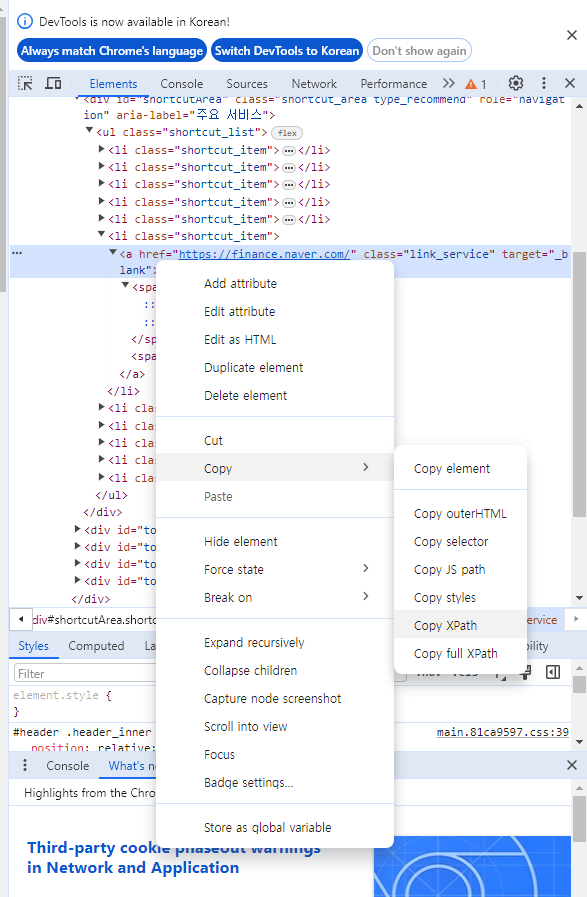 DevTools is now available in Korean!
Always match Chrome's language Switch DevTools to Korean Don't show again
Elements Console Sources Network Performance 1
<div id="shortcutArea" class="shortcut_area type_recommend" role="navigat
ion" aria-label="주요 서비스">
<ul class="shortcut_list"> flex
<li class="shortcut_item"> … </li>
<li class="shortcut_item"> … </li>
<li class="shortcut_item"> … </li>
<li class="shortcut_item"> … </li>
<li class="shortcut_item"> … </li>
<li class="shortcut_item">
<a href="https://finance.naver.com/" class="link_service" target="_b
lank">
<spa
::
::
</sp
<spa
</a>
</li>
<li clas
<li clas
<li clas
<li clas
<li clas
</ul>
</div>
<div id="to
<div id="to
<div id="to
<div id="to
</div>
Add attribute
Edit attribute
Edit as HTML
Duplicate element
Delete element
Cut
Copy
Paste
Hide element
Force state
Break on
Expand recursively
Collapse children
Capture node screenshot
Scroll into view
Focus
Badge settings...
Store as global variable
Copy element
Copy outerHTML
Copy selector
Copy JS path
Copy styles
Copy XPath
Copy full XPath
div#shortcutArea.shortc ervice
Styles Computed La bility
Filter
element.style {
}
#header .header_inner main.81ca9597.css:39
position: relative;
Console What's n
Highlights from the Chro
Third-party cookie phaseout warnings
in Network and Application